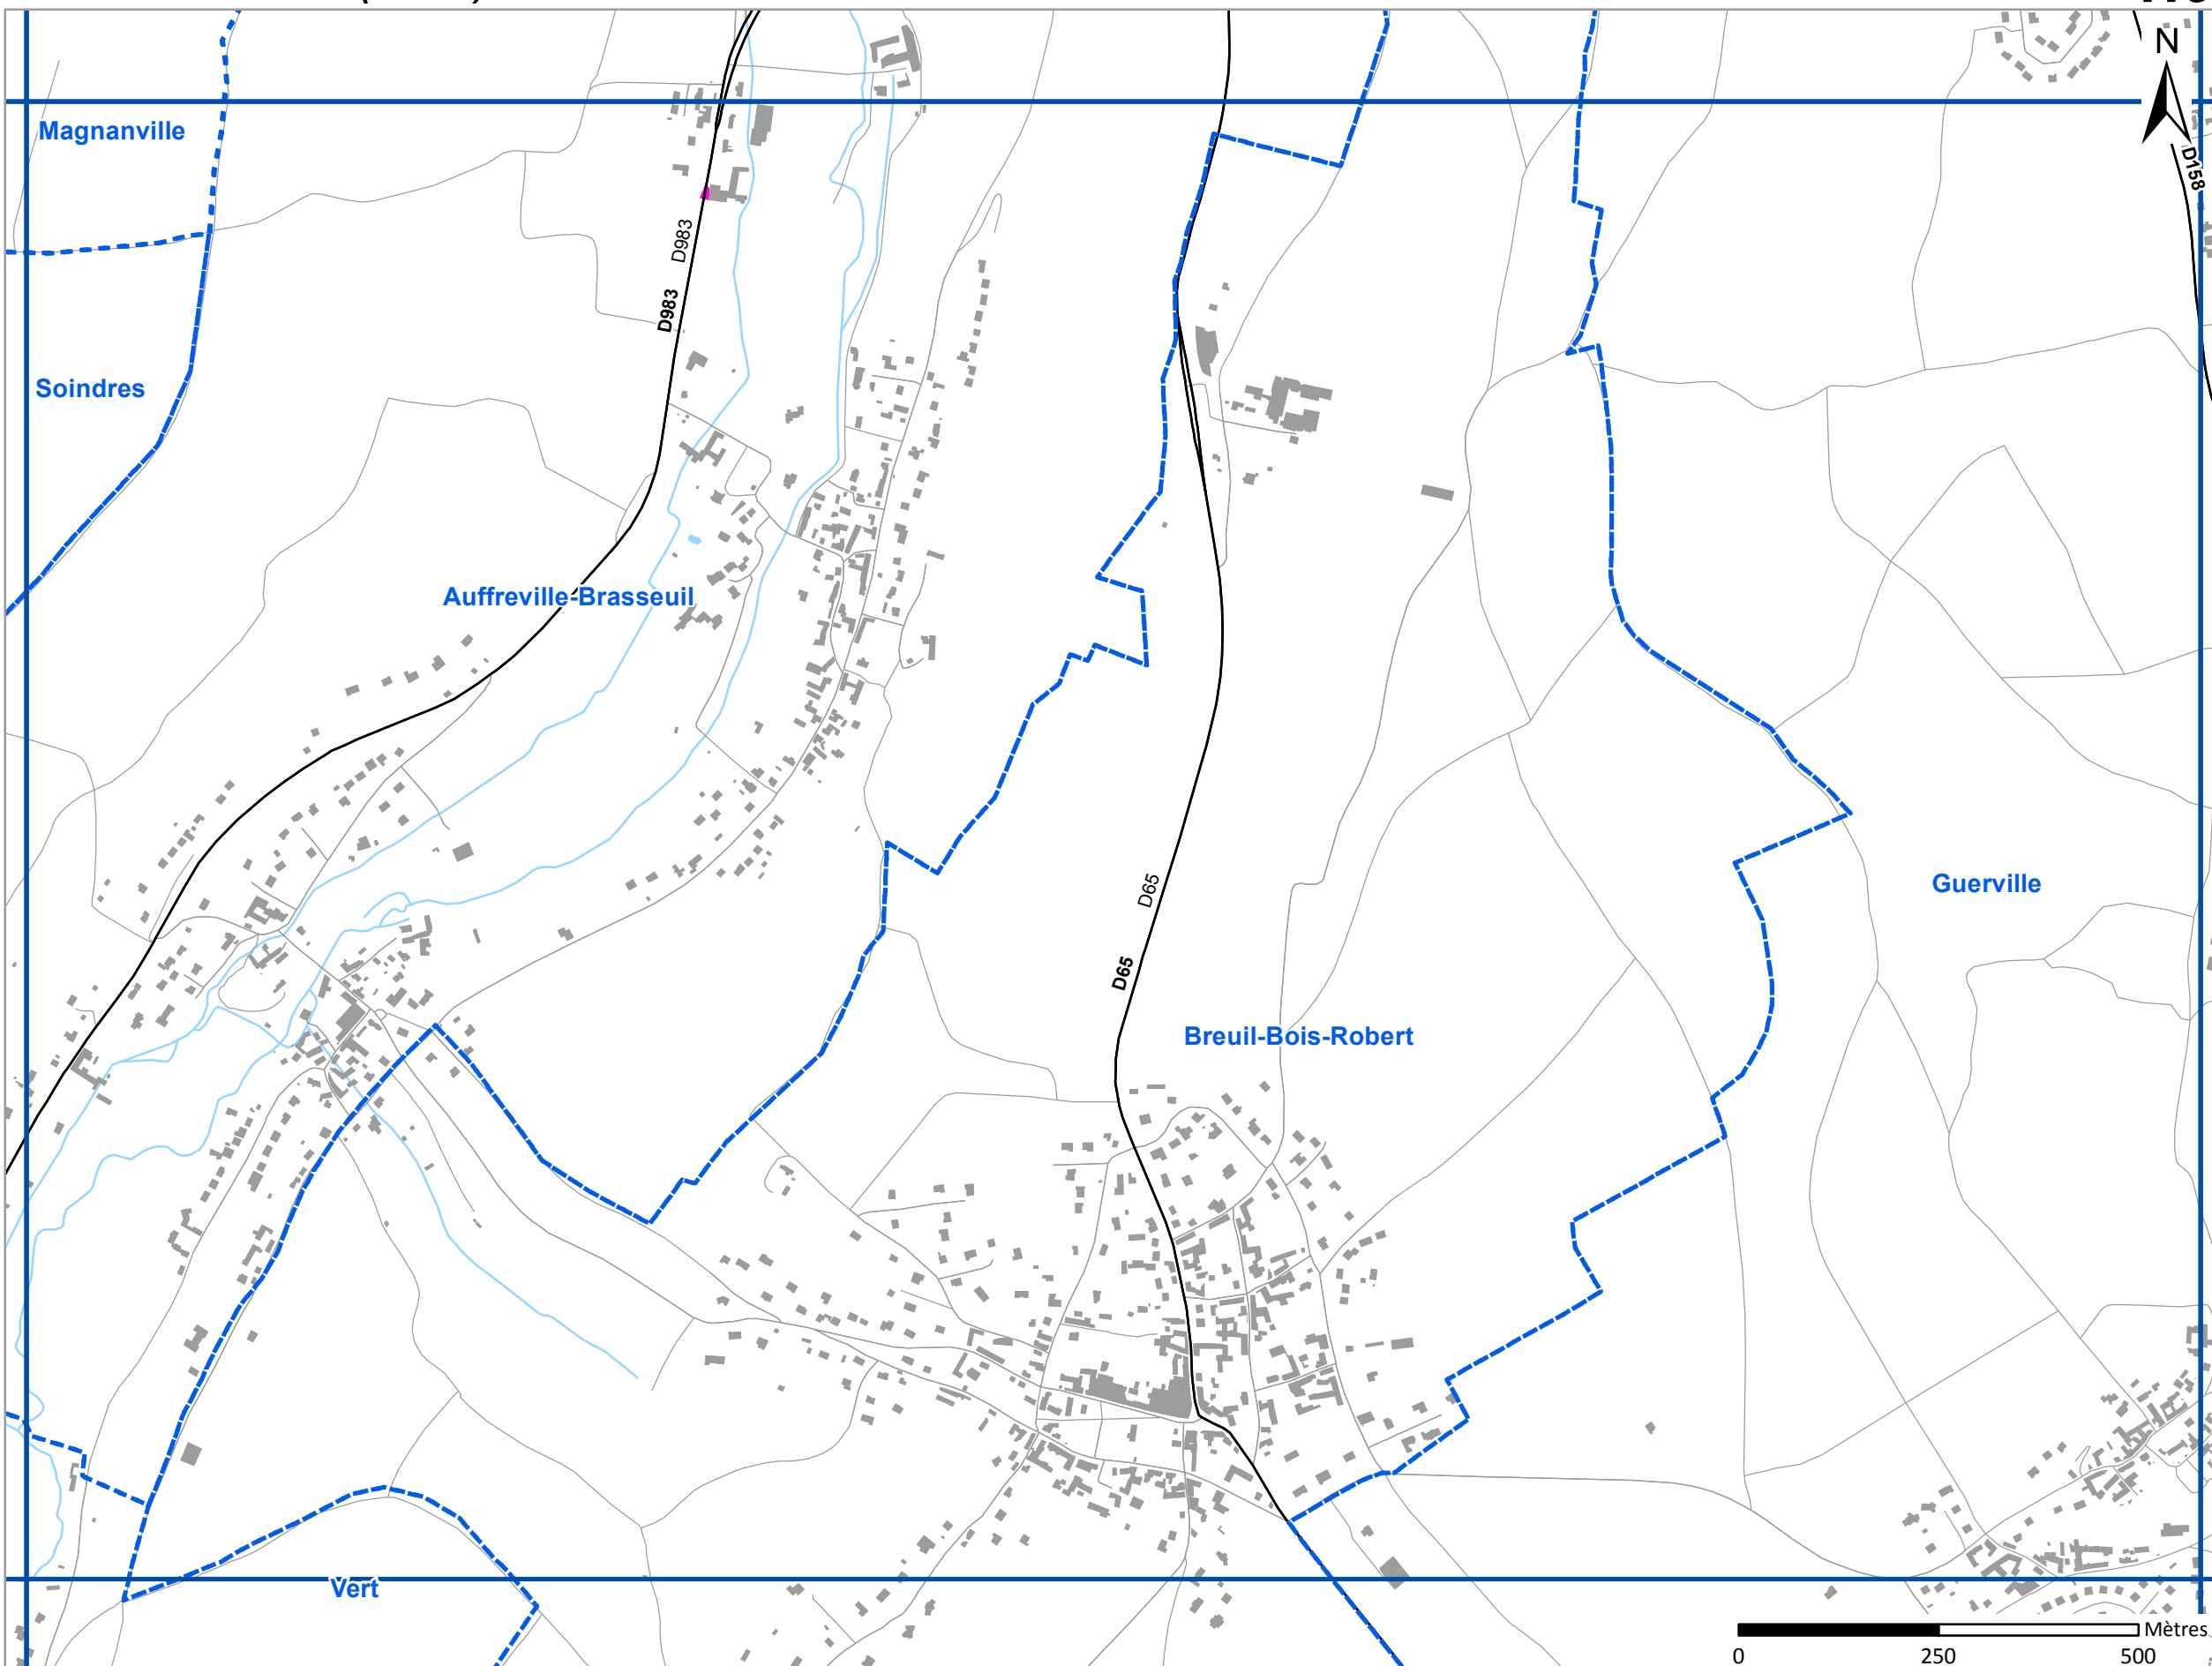 N
Magnanville
D158
D983
D983
Soindres
Auffreville-Brasseuil
D65
Guerville
D65
Breuil-Bois-Robert
Vert
Mètres
0 250 500